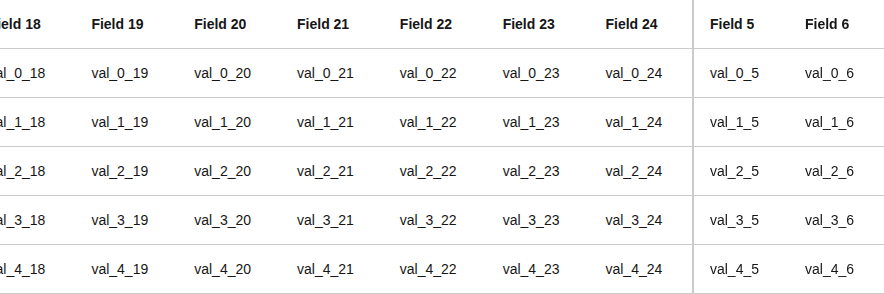 ield 18 Field 19 Field 20 Field 21 Field 22 Field 23 Field 24 Field 5 Field 6
al_0_18 val_0_19 val_0_20 val_0_21 val_0_22 val_0_23 val_0_24 val_0_5 val_0_6
al_1_18 val_1_19 val_1_20 val_1_21 val_1_22 val_1_23 val_1_24 val_1_5 val_1_6
al_2_18 val_2_19 val_2_20 val_2_21 val_2_22 val_2_23 val_2_24 val_2_5 val_2_6
al_3_18 val_3_19 val_3_20 val_3_21 val_3_22 val_3_23 val_3_24 val_3_5 val_3_6
al_4_18 val_4_19 val_4_20 val_4_21 val_4_22 val_4_23 val_4_24 val_4_5 val_4_6